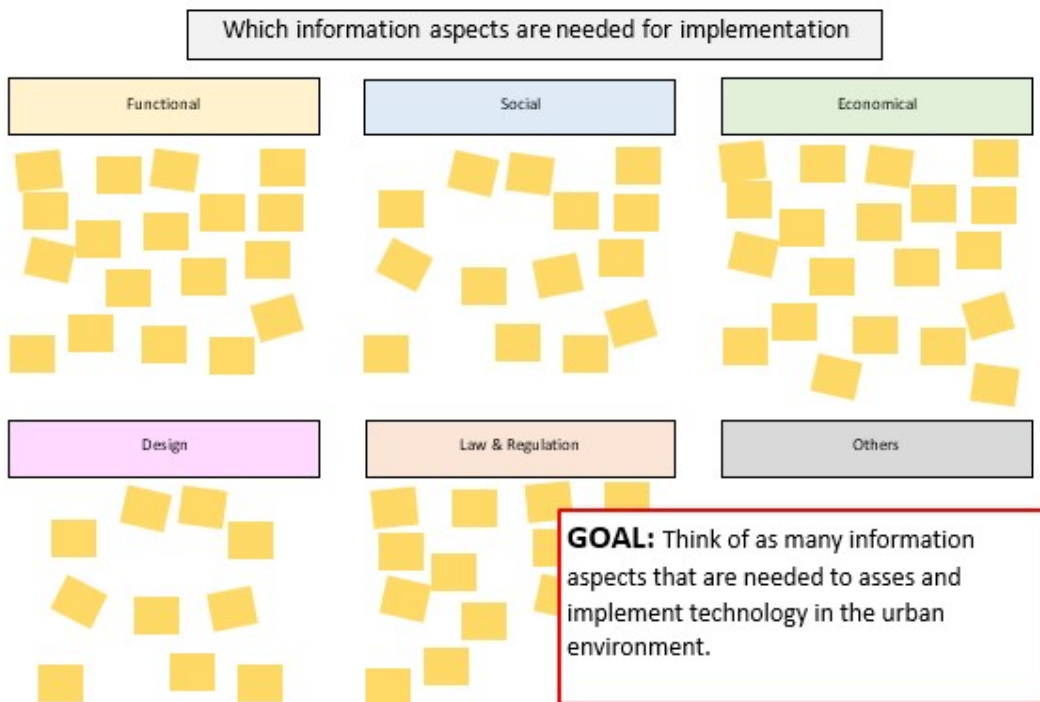 Which information aspects are needed for implementation
Functional
Social
Economical
Design
Law & Regulation
Others
GOAL: Think of as many information
aspects that are needed to asses and
implement technology in the urban
environment.